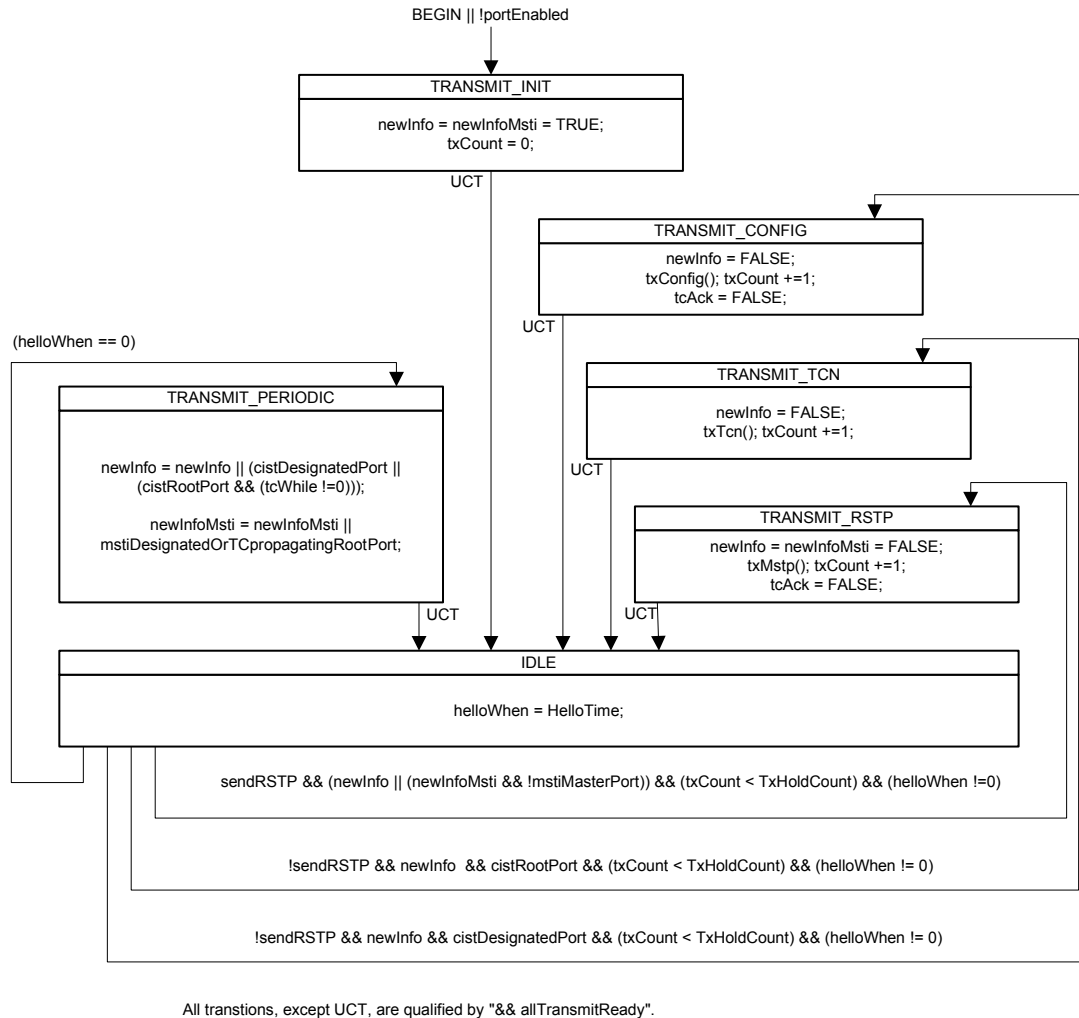 BEGIN || !portEnabled
TRANSMIT_INIT
newInfo = newInfoMsti = TRUE;
txCount = 0;
UCT
TRANSMIT_CONFIG
newInfo = FALSE;
txConfig(); txCount +=1;
tcAck = FALSE;
UCT
(helloWhen == 0)
TRANSMIT_TCN
newInfo = FALSE;
txTcn(); txCount +=1;
UCT
TRANSMIT_PERIODIC
newInfo = newInfo || (cistDesignatedPort ||
(cistRootPort && (tcWhile !=0)));
newInfoMsti = newInfoMsti ||
mstiDesignatedOrTCpropagatingRootPort;
UCT
TRANSMIT_RSTP
newInfo = newInfoMsti = FALSE;
txMstp(); txCount +=1;
tcAck = FALSE;
UCT
IDLE
helloWhen = HelloTime;
sendRSTP && (newInfo || (newInfoMsti && !mstiMasterPort)) && (txCount < TxHoldCount) && (helloWhen !=0)
!sendRSTP && newInfo && cistRootPort && (txCount < TxHoldCount) && (helloWhen != 0)
!sendRSTP && newInfo && cistDesignatedPort && (txCount < TxHoldCount) && (helloWhen != 0)
All transtions, except UCT, are qualified by "&& allTransmitReady".